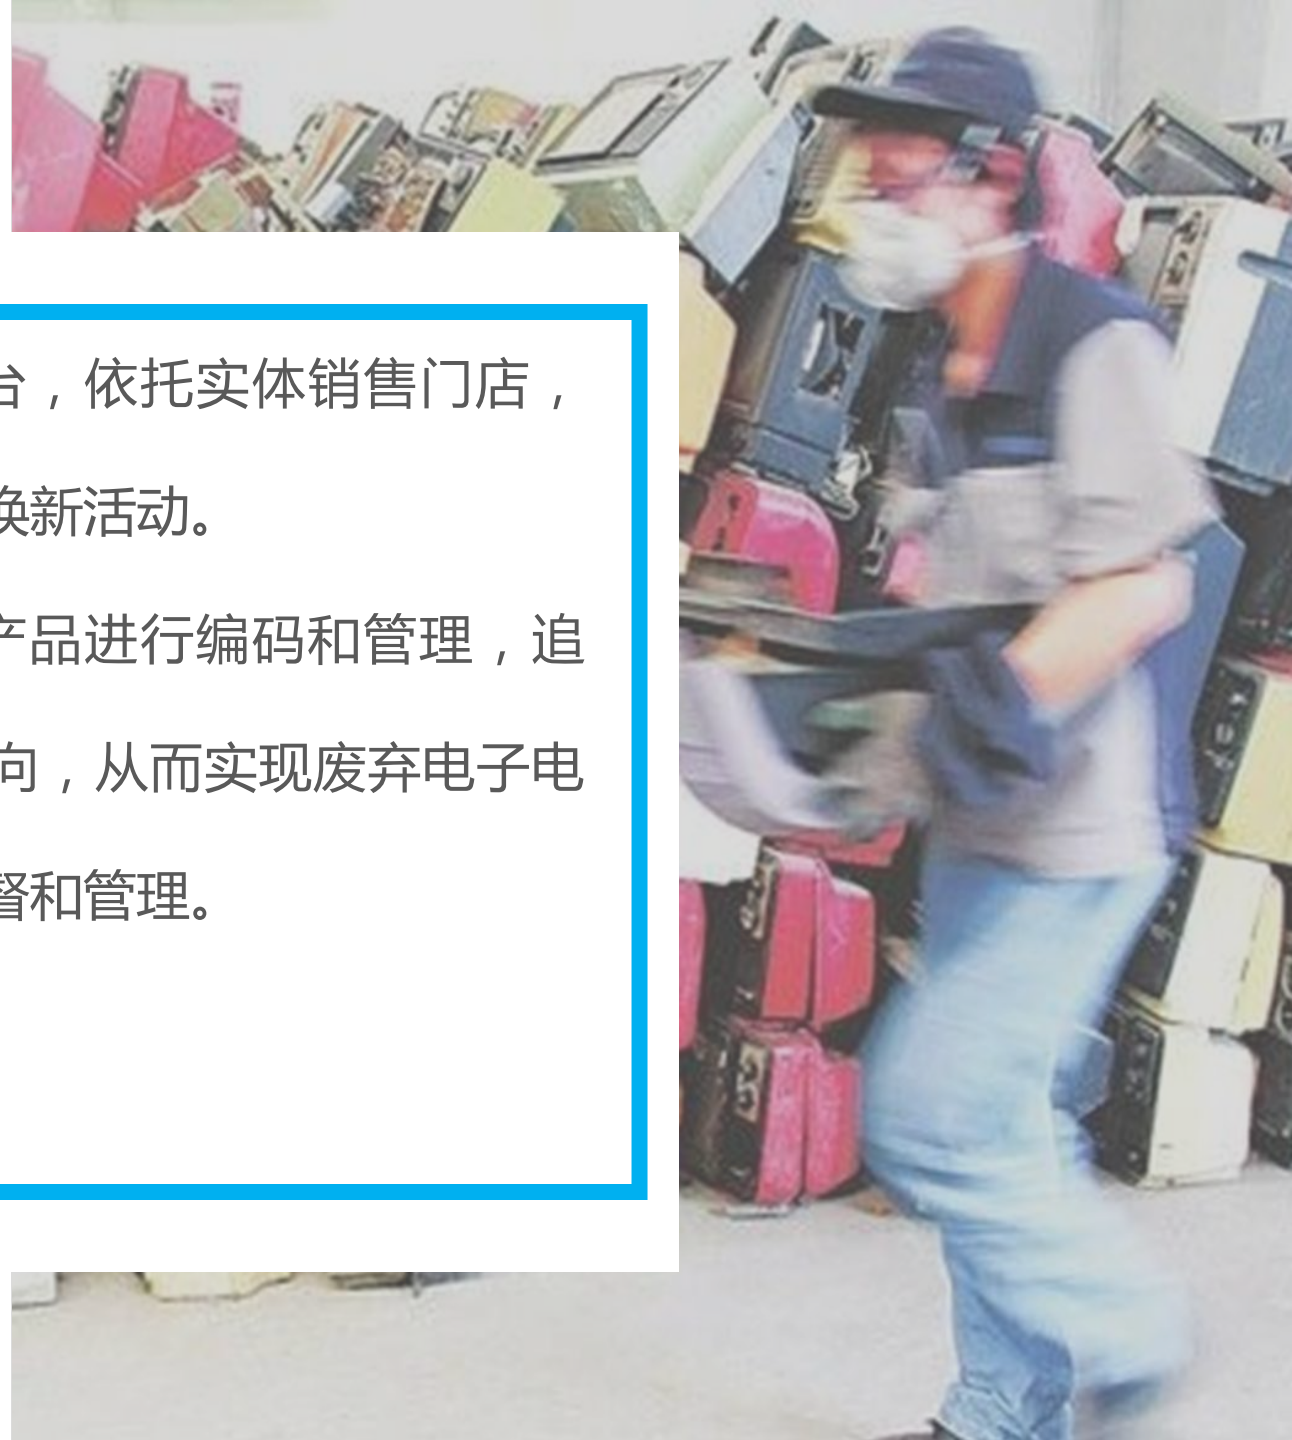 台，依托实体销售门店，
换新活动。
产品进行编码和管理，追
向，从而实现废弃电子电
督和管理。